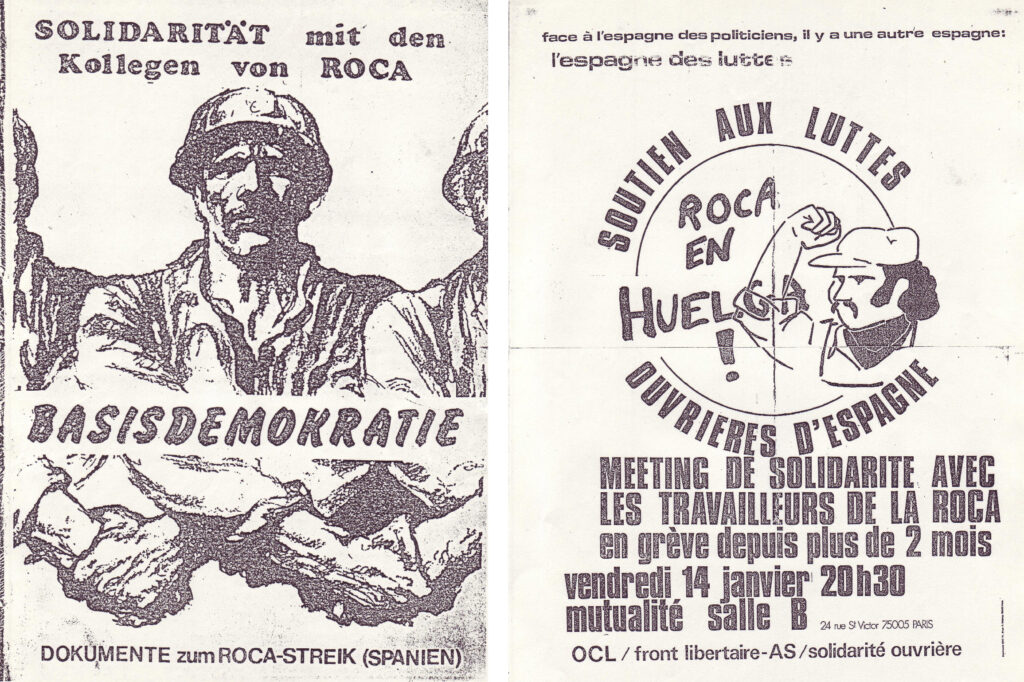 SOLIDARITÄT mit den
Kollegen von ROCA
BASISDEMOKRATIE
DOKUMENTE zum ROCA-STREIK (SPANIEN)
face à l'espagne des politiciens, il y a une autre espagne:
l'espagne des luttes
SOUTIEN AUX LUTTES
ROCA
EN
HUELGA
!
OUVRIERES D'ESPAGNE
MEETING DE SOLIDARITE AVEC
LES TRAVAILLEURS DE LA ROCA
en grève depuis plus de 2 mois
vendredi 14 janvier 20h30
mutualité salle B
24 rue St Victor 75005 PARIS
OCL / front libertaire-AS / solidarité ouvrière